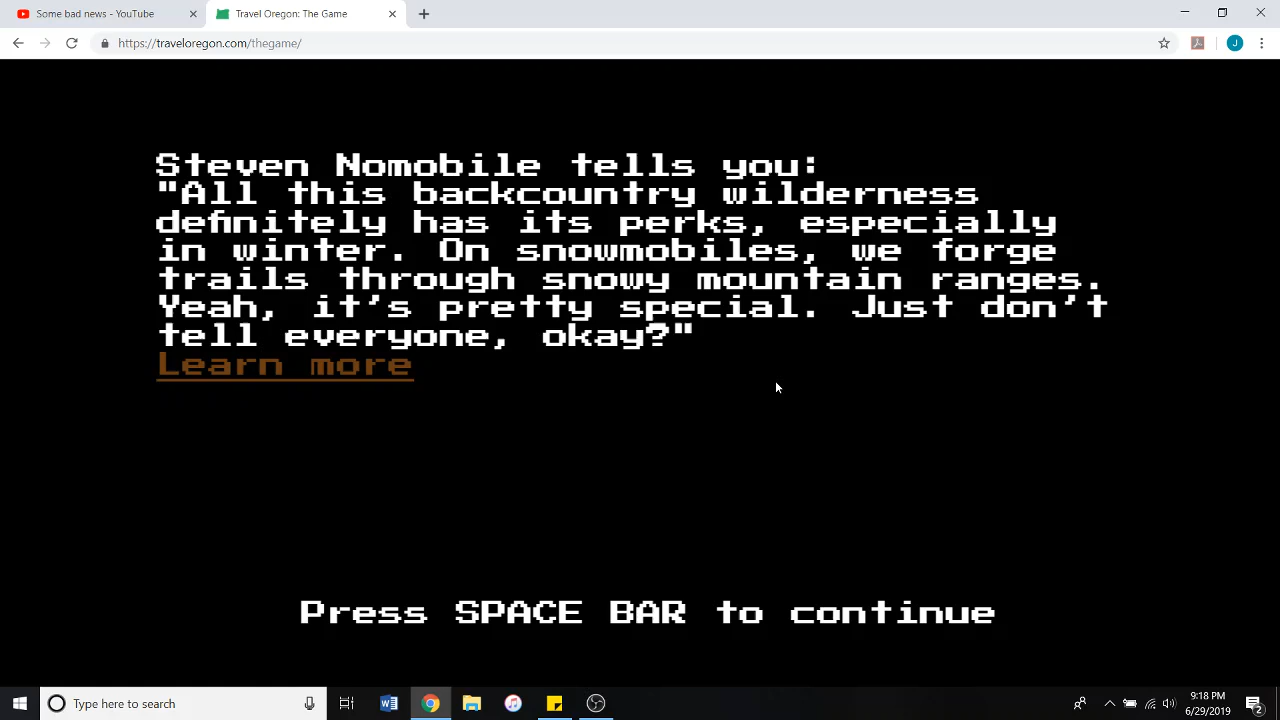 Some bad news - YouTube
Travel Oregon: The Game
https://traveloregon.com/thegame/
J
Steven Nomobile tells you:
"All this backcountry wilderness
definitely has its perks, especially
in winter. On snowmobiles, we forge
trails through snowy mountain ranges.
Yeah, it's pretty special. Just don't
tell everyone, okay?"
Learn more
Press SPACE BAR to continue
Type here to search
9:18 PM
6/29/2019
2